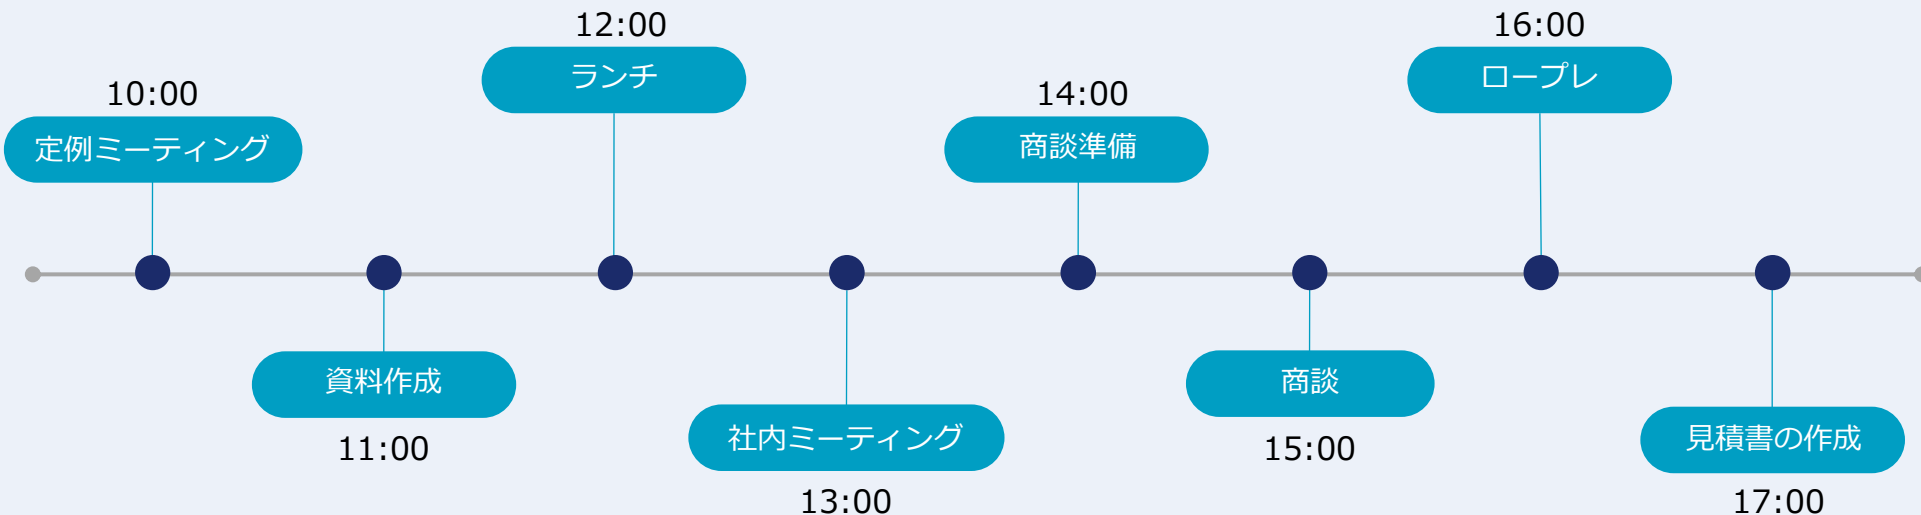 10:00
定例ミーティング
資料作成
11:00
12:00
ランチ
社内ミーティング
13:00
14:00
商談準備
商談
15:00
16:00
ロープレ
見積書の作成
17:00